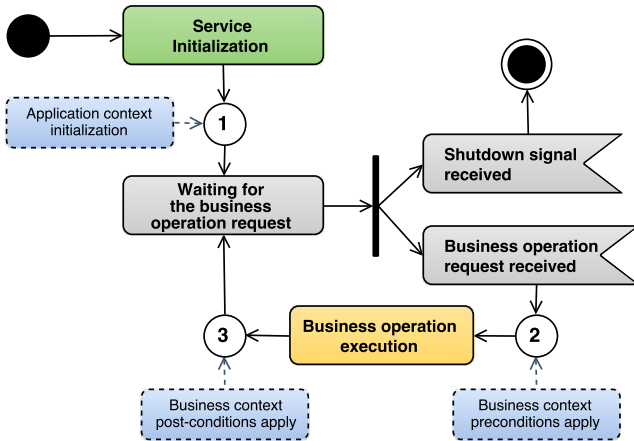 Service
Initialization
Application context
initialization
1
Shutdown signal
received
Waiting for
the business
operation request
Business operation
request received
3
Business operation
execution
2
Business context
post-conditions apply
Business context
preconditions apply